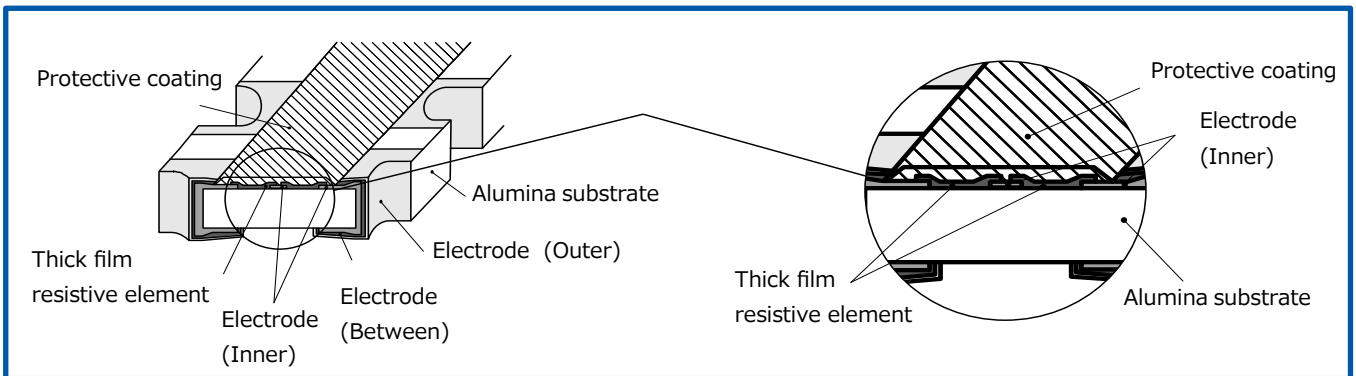 Protective coating
Alumina substrate
Electrode (Outer)
Thick film
resistive element
Electrode
(Between)
Electrode
(Inner)
Protective coating
Electrode
(Inner)
Thick film
resistive element
Alumina substrate